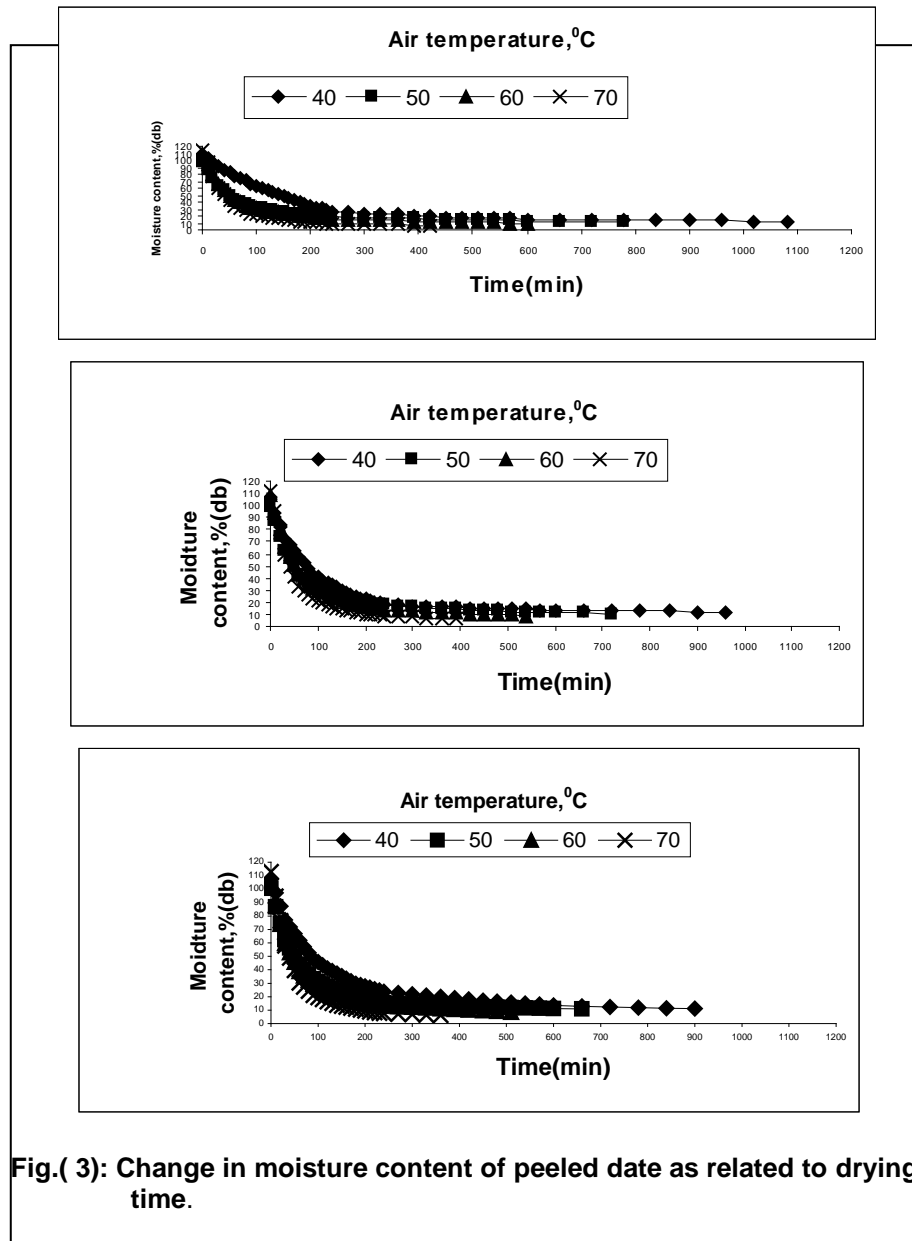 Air temperature,⁰C
40 50 60 70
Moisture content,%(db)
120
110
100
90
80
70
60
50
40
30
20
10
0
0 100 200 300 400 500 600 700 800 900 1000 1100 1200
Time(min)
Air temperature,⁰C
40 50 60 70
Moidture
content,%(db)
120
110
100
90
80
70
60
50
40
30
20
10
0
0 100 200 300 400 500 600 700 800 900 1000 1100 1200
Time(min)
Air temperature,⁰C
40 50 60 70
Moidture
content,%(db)
120
110
100
90
80
70
60
50
40
30
20
10
0
0 100 200 300 400 500 600 700 800 900 1000 1100 1200
Time(min)
Fig.( 3): Change in moisture content of peeled date as related to drying
time.